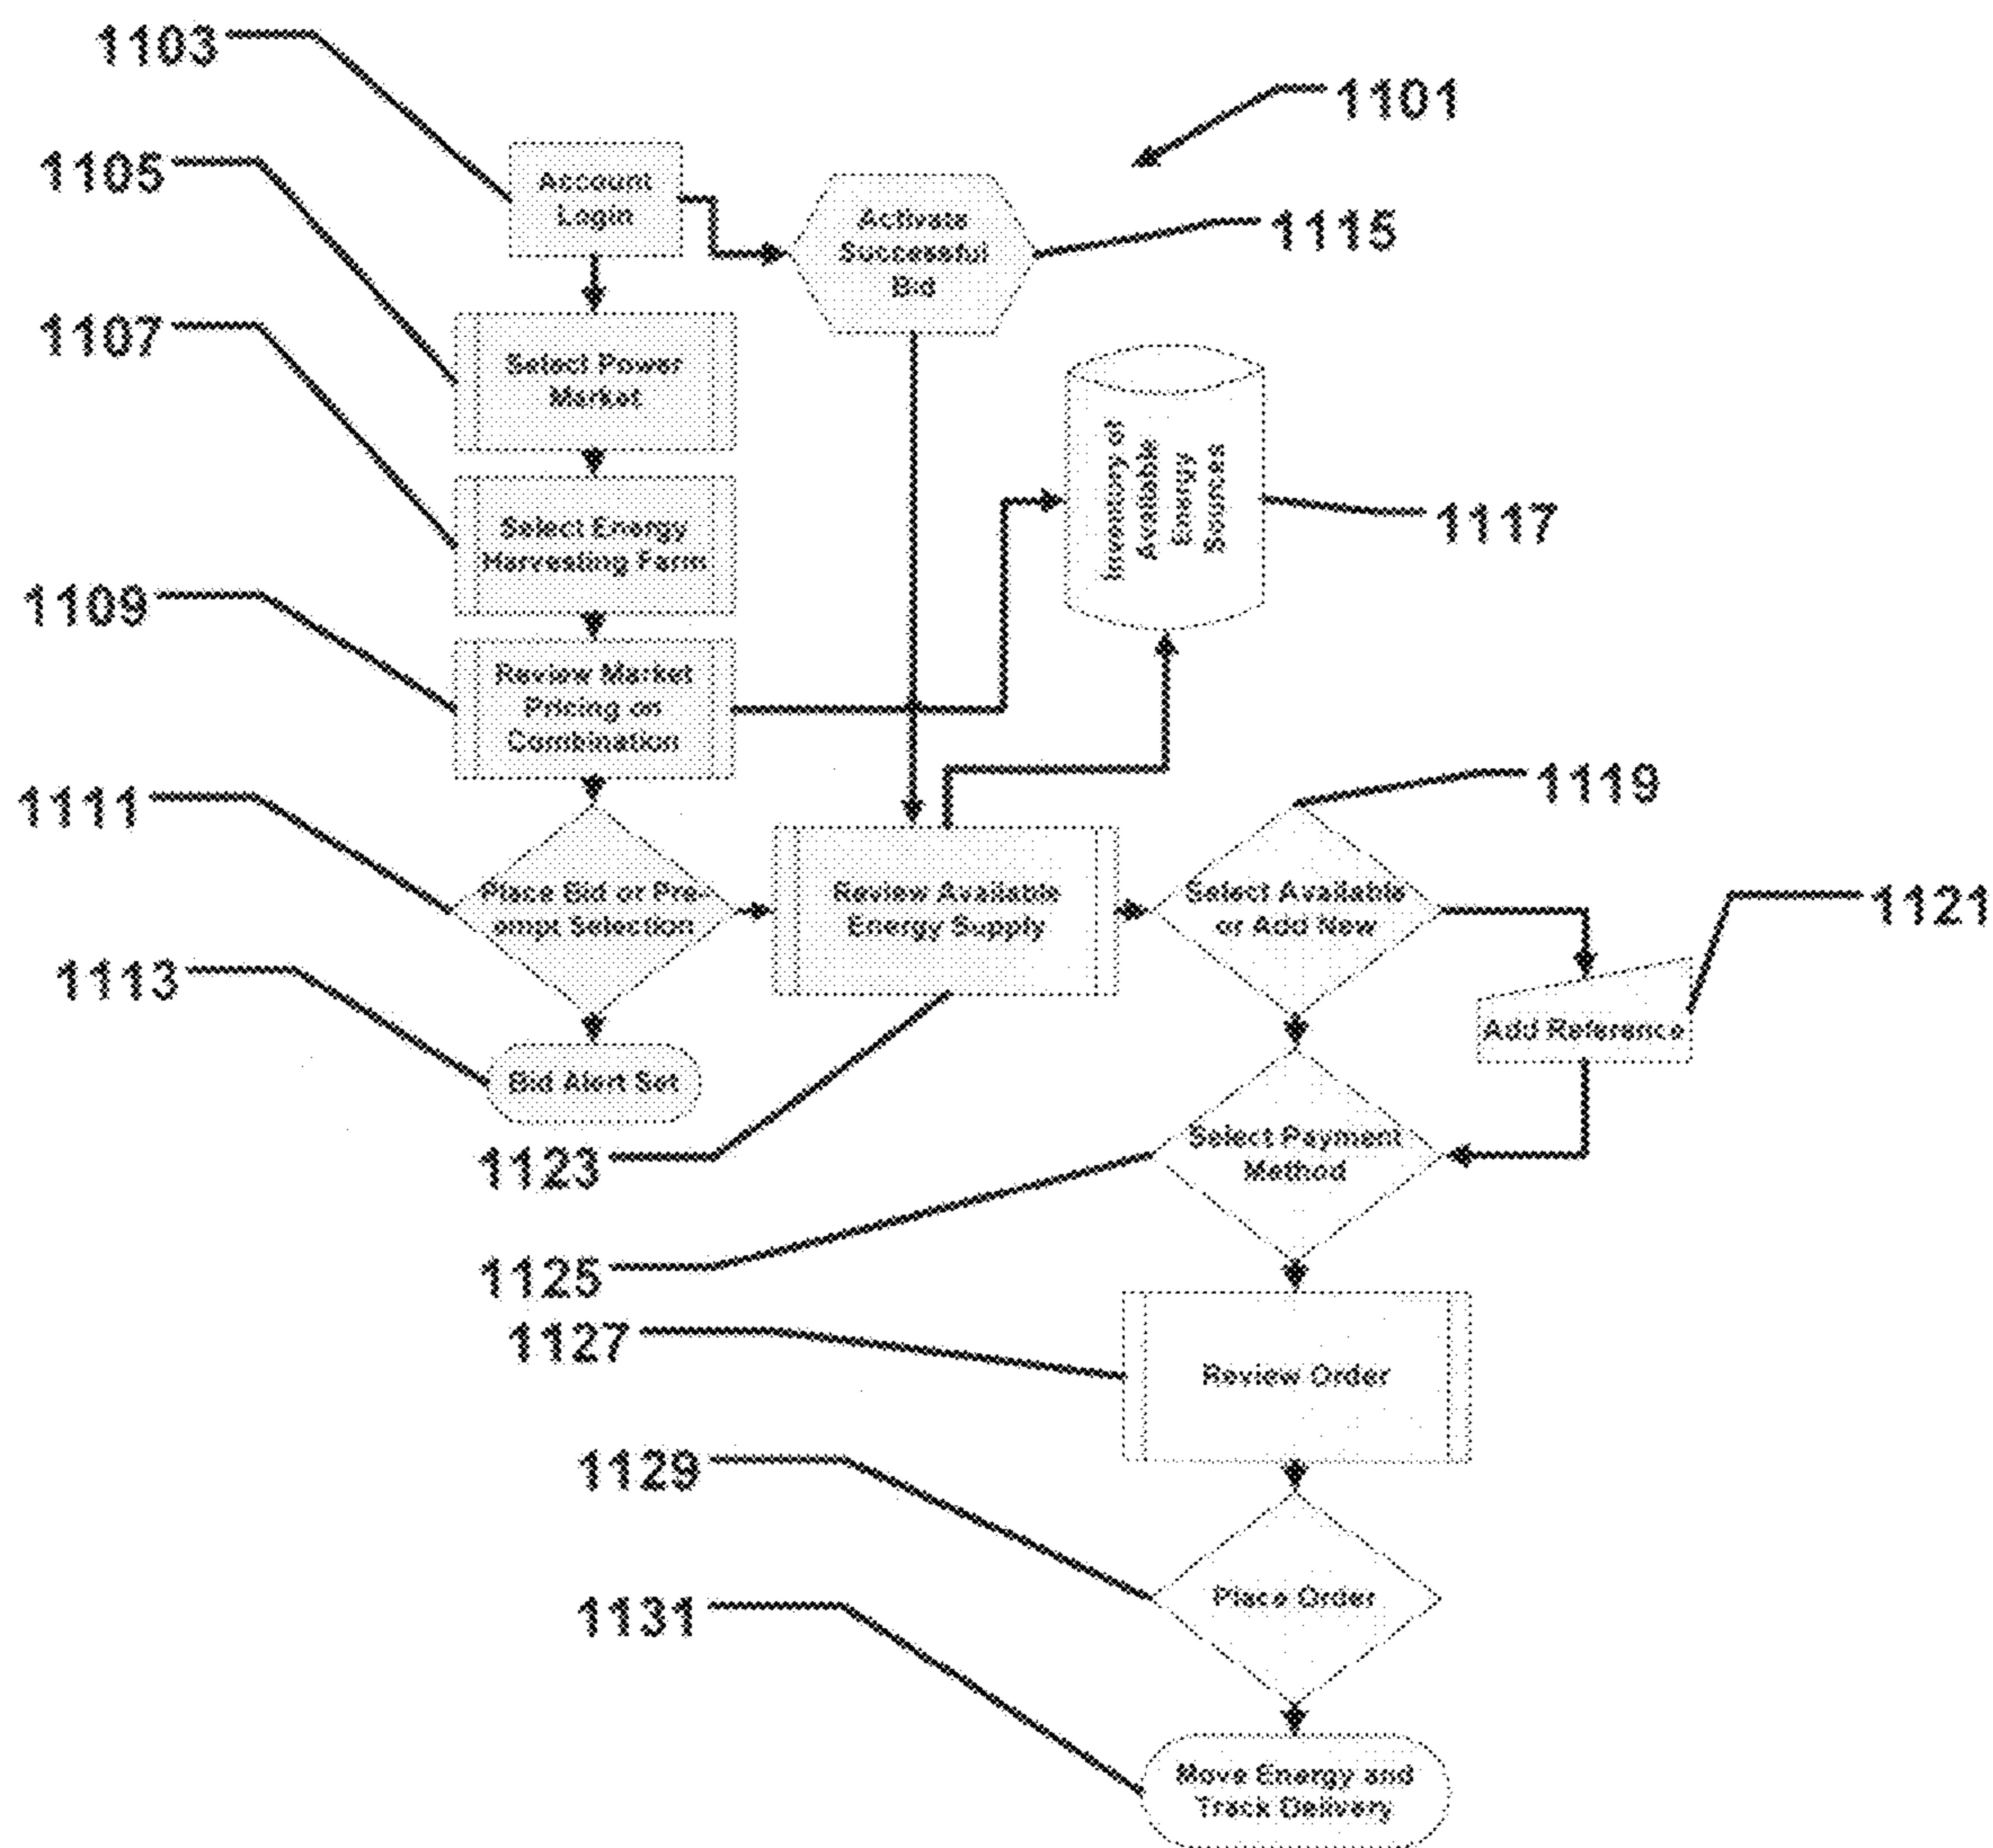 1103
1101
1105
Account
Login
Activate
Successful
Bid
1115
1107
Select Power
Market
Inventory of
Available
Energy
Sources
1117
Select Energy
Harvesting Farm
1109
Review Market
Pricing on
Combination
1111
1119
Place Bid or Pre-
empt Selection
Review Available
Energy Supply
Select Available
or Add New
1121
1113
Add Reference
Bid Alert Set
1123
Select Payment
Method
1125
1127
Review Order
1129
Place Order
1131
Move Energy and
Track Delivery